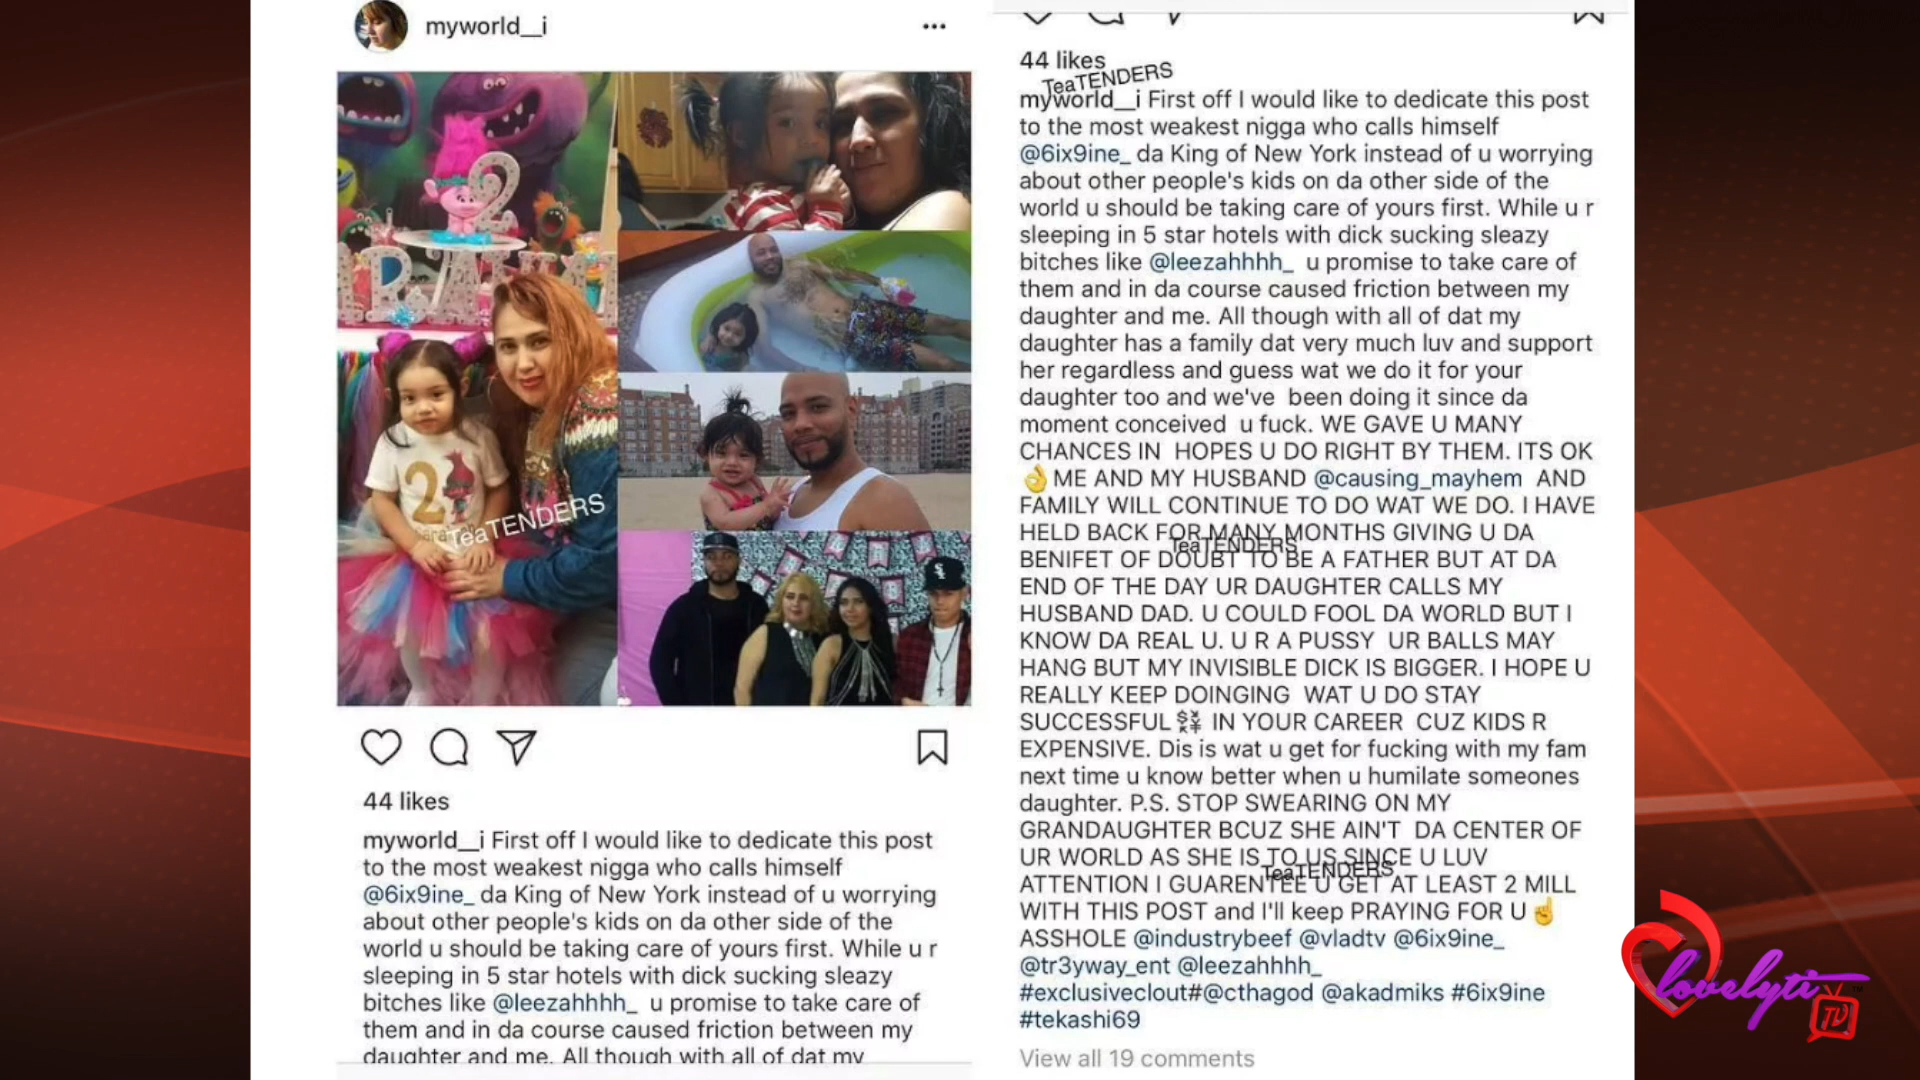 myworld__i
2
2
TeaTENDERS
44 likes
myworld__i First off I would like to dedicate this post
to the most weakest nigga who calls himself
@6ix9ine_ da King of New York instead of u worrying
about other people's kids on da other side of the
world u should be taking care of yours first. While u r
sleeping in 5 star hotels with dick sucking sleazy
bitches like @leezahhhh_ u promise to take care of
them and in da course caused friction between my
daughter and me. All though with all of dat my
44 likes
TeaTENDERS
myworld__i First off I would like to dedicate this post
to the most weakest nigga who calls himself
@6ix9ine_ da King of New York instead of u worrying
about other people's kids on da other side of the
world u should be taking care of yours first. While u r
sleeping in 5 star hotels with dick sucking sleazy
bitches like @leezahhhh_ u promise to take care of
them and in da course caused friction between my
daughter and me. All though with all of dat my
daughter has a family dat very much luv and support
her regardless and guess wat we do it for your
daughter too and we've been doing it since da
moment conceived u fuck. WE GAVE U MANY
CHANCES IN HOPES U DO RIGHT BY THEM. ITS OK
👌ME AND MY HUSBAND @causing_mayhem AND
FAMILY WILL CONTINUE TO DO WAT WE DO. I HAVE
HELD BACK FOR MANY MONTHS GIVING U DA
TeaTENDERS
BENIFET OF DOUBT TO BE A FATHER BUT AT DA
END OF THE DAY UR DAUGHTER CALLS MY
HUSBAND DAD. U COULD FOOL DA WORLD BUT I
KNOW DA REAL U. U R A PUSSY UR BALLS MAY
HANG BUT MY INVISIBLE DICK IS BIGGER. I HOPE U
REALLY KEEP DOINGING WAT U DO STAY
SUCCESSFUL 💱 IN YOUR CAREER CUZ KIDS R
EXPENSIVE. Dis is wat u get for fucking with my fam
next time u know better when u humilate someones
daughter. P.S. STOP SWEARING ON MY
GRANDAUGHTER BCUZ SHE AIN'T DA CENTER OF
UR WORLD AS SHE IS TO US SINCE U LUV
TeaTENDERS
ATTENTION I GUARENTEE U GET AT LEAST 2 MILL
WITH THIS POST and I'll keep PRAYING FOR U☝
ASSHOLE @industrybeef @vladtv @6ix9ine_
@tr3yway_ent @leezahhhh_
#exclusiveclout#@cthagod @akadmiks #6ix9ine
#tekashi69
View all 19 comments
lovelyti
TV